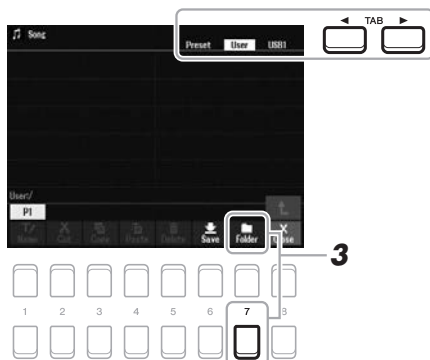 Song
Preset User USB1
◀ TAB ▶
User:/
P1
Name Cut Copy Paste Delete Save Folder Close
3
1 2 3 4 5 6 7 8